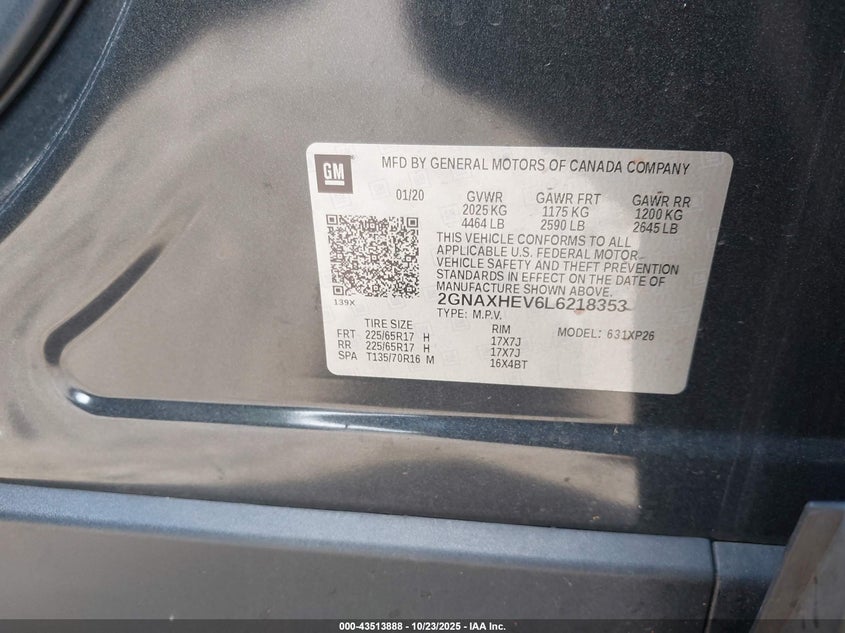 GM
MFD BY GENERAL MOTORS OF CANADA COMPANY
01/20 GVWR GAWR FRT GAWR RR
2025 KG 1175 KG 1200 KG
4464 LB 2590 LB 2645 LB
THIS VEHICLE CONFORMS TO ALL
APPLICABLE U.S. FEDERAL MOTOR
VEHICLE SAFETY AND THEFT PREVENTION
STANDARDS IN EFFECT ON THE DATE OF
MANUFACTURE SHOWN ABOVE.
139X
2GNAXHEV6L6218353
TYPE: M.P.V.
TIRE SIZE RIM MODEL: 631XP26
FRT 225/65R17 H 17X7J
RR 225/65R17 H 17X7J
SPA T135/70R16 M 16X4BT
000-43513888 - 10/23/2025 - IAA Inc.